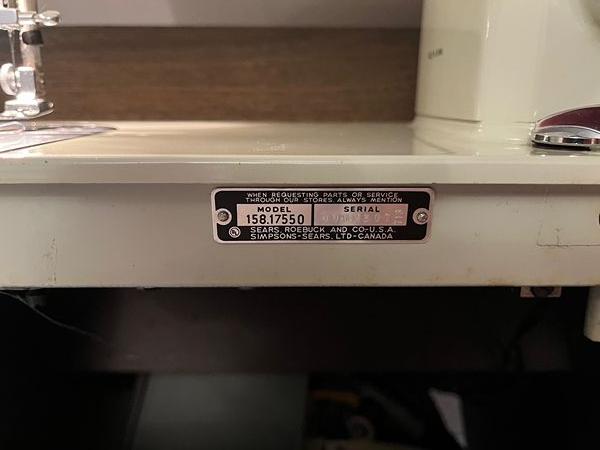 WHEN REQUESTING PARTS OR SERVICE
THROUGH OUR STORES, ALWAYS MENTION
MODEL SERIAL
158.17550
SEARS, ROEBUCK AND CO-U.S.A.
SIMPSONS-SEARS, LTD-CANADA